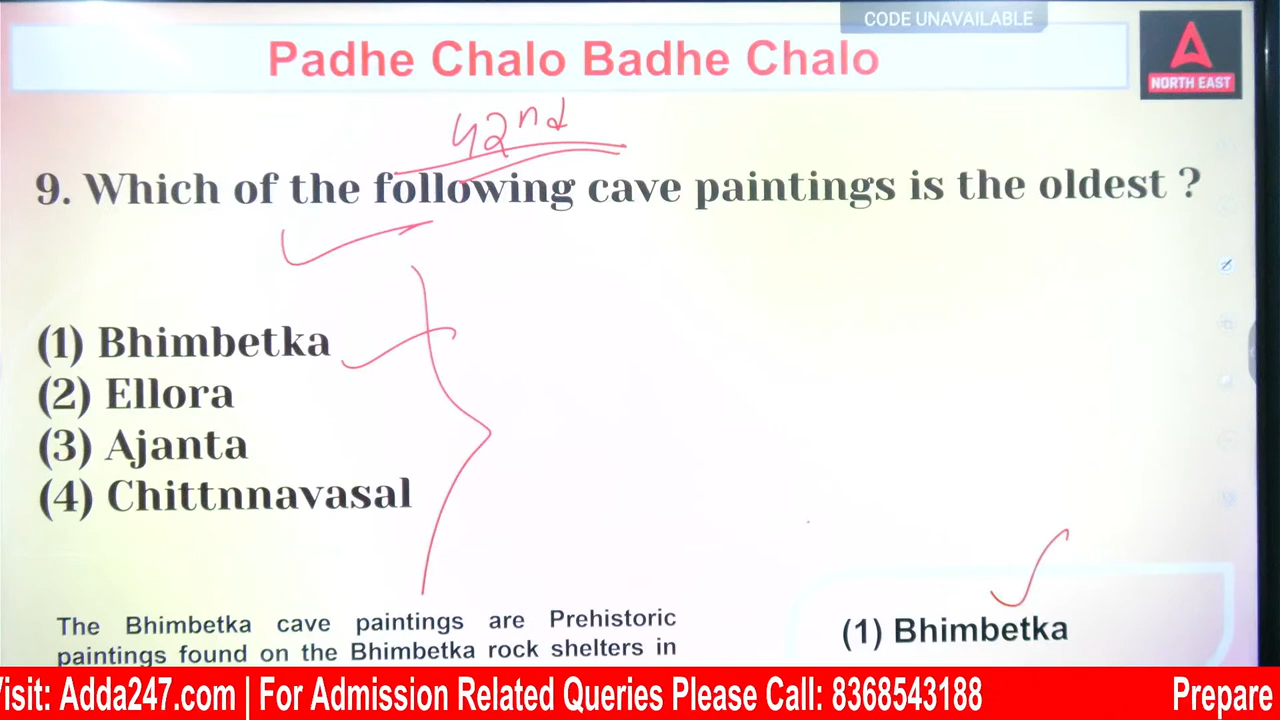 CODE UNAVAILABLE
Padhe Chalo Badhe Chalo
NORTH EAST
42nd
9. Which of the following cave paintings is the oldest ?
(1) Bhimbetka
(2) Ellora
(3) Ajanta
(4) Chittnnavasal
The Bhimbetka cave paintings are Prehistoric
paintings found on the Bhimbetka rock shelters in
(1) Bhimbetka
Visit: Adda247.com | For Admission Related Queries Please Call: 8368543188 Prepare